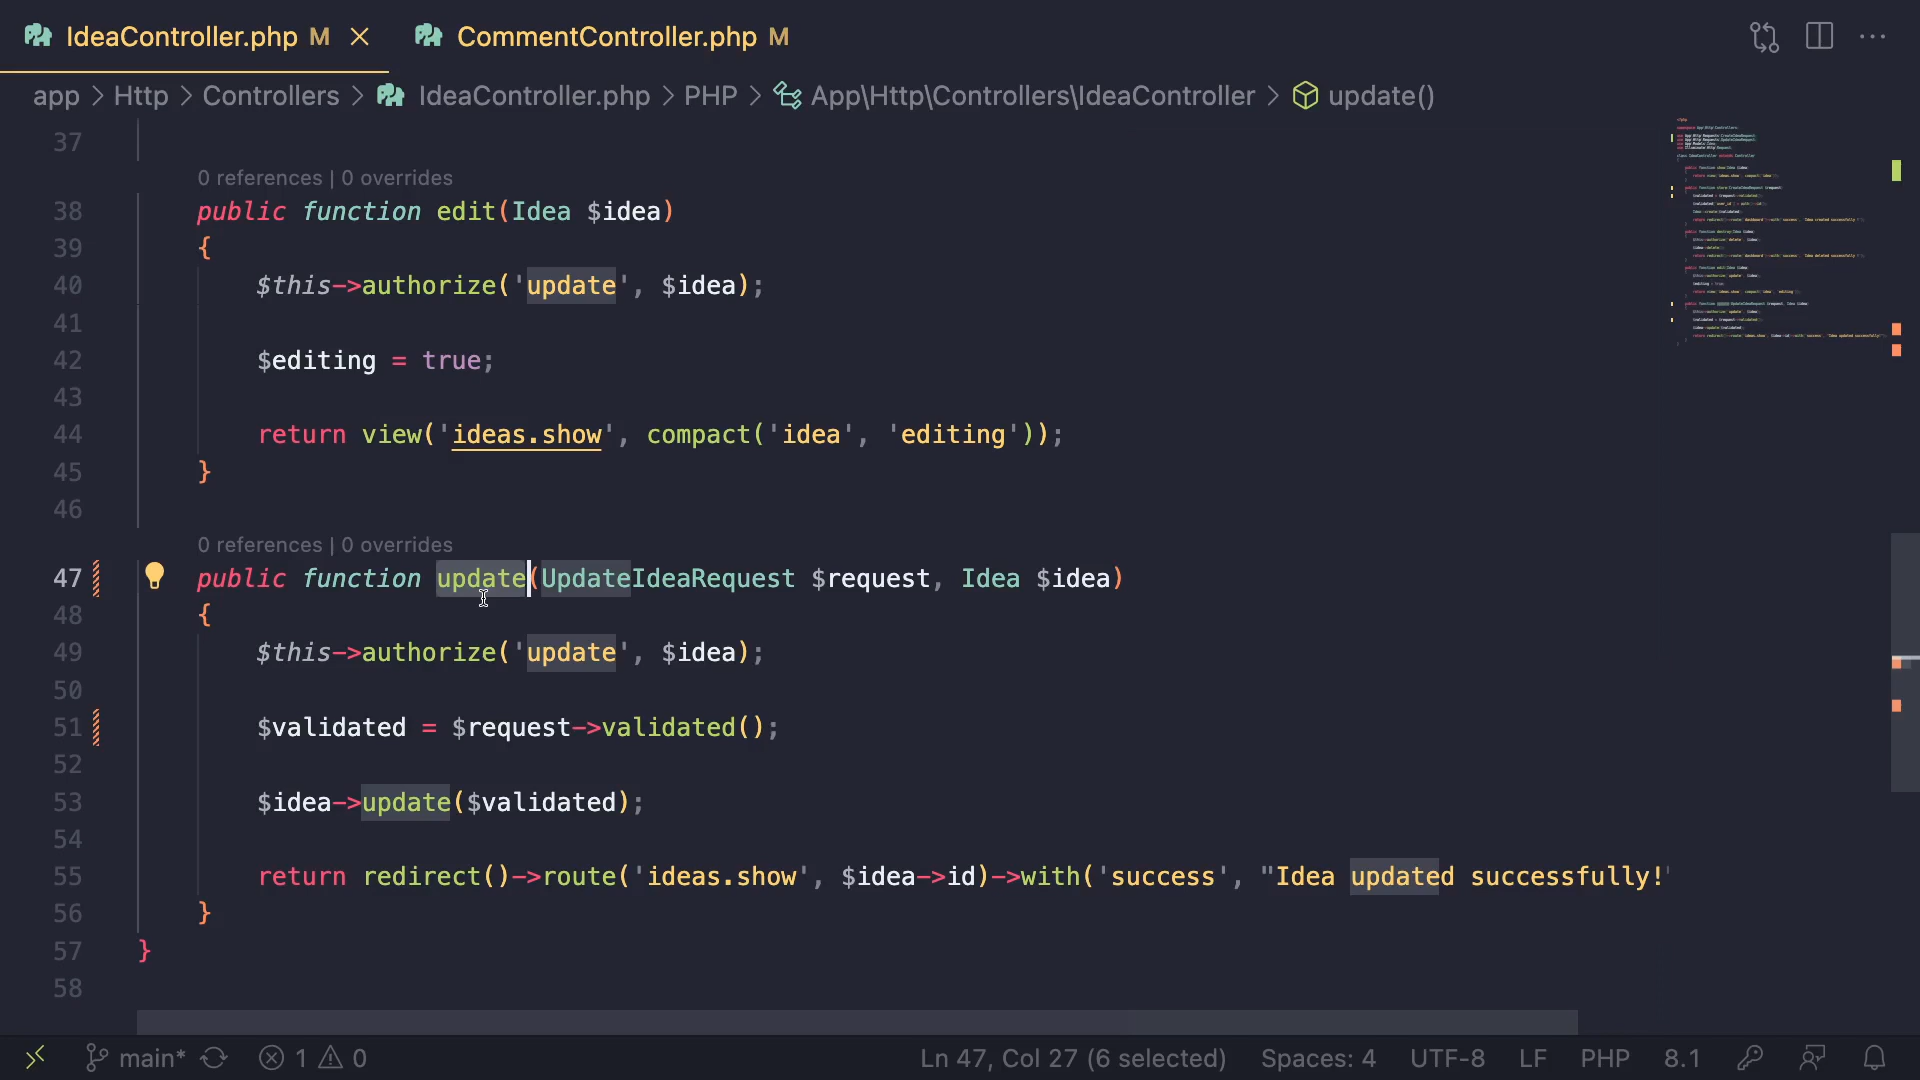 IdeaController.php M
CommentController.php M
app > Http > Controllers > IdeaController.php > PHP > App\Http\Controllers\IdeaController > update()
37
0 references | 0 overrides
38 public function edit(Idea $idea)
39 {
40 $this->authorize('update', $idea);
41
42 $editing = true;
43
44 return view('ideas.show', compact('idea', 'editing'));
45 }
46
0 references | 0 overrides
47 public function update(UpdateIdeaRequest $request, Idea $idea)
48 {
49 $this->authorize('update', $idea);
50
51 $validated = $request->validated();
52
53 $idea->update($validated);
54
55 return redirect()->route('ideas.show', $idea->id)->with('success', "Idea updated successfully!"
56 }
57 }
58
main* 1 0 Ln 47, Col 27 (6 selected) Spaces: 4 UTF-8 LF PHP 8.1